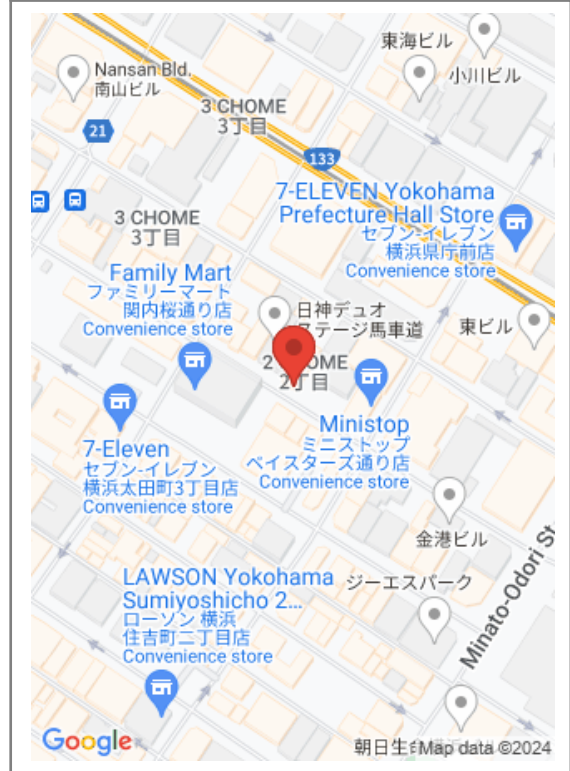 東海ビル
小川ビル
Nansan Bld.
南山ビル
3 CHOME
3丁目
21
133
7-ELEVEN Yokohama
Prefecture Hall Store
セブン-イレブン
横浜県庁前店
Convenience store
3 CHOME
3丁目
Family Mart
ファミリーマート
関内桜通り店
Convenience store
日神デュオ
ステージ馬車道
東ビル
2 CHOME
2丁目
Ministop
ミニストップ
ベイスターズ通り店
Convenience store
7-Eleven
セブン-イレブン
横浜太田町3丁目店
Convenience store
金港ビル
ジーエスパーク
Minato-Odori St
LAWSON Yokohama
Sumiyoshicho 2...
ローソン 横浜
住吉町二丁目店
Convenience store
Google
朝日生
Map data ©2024